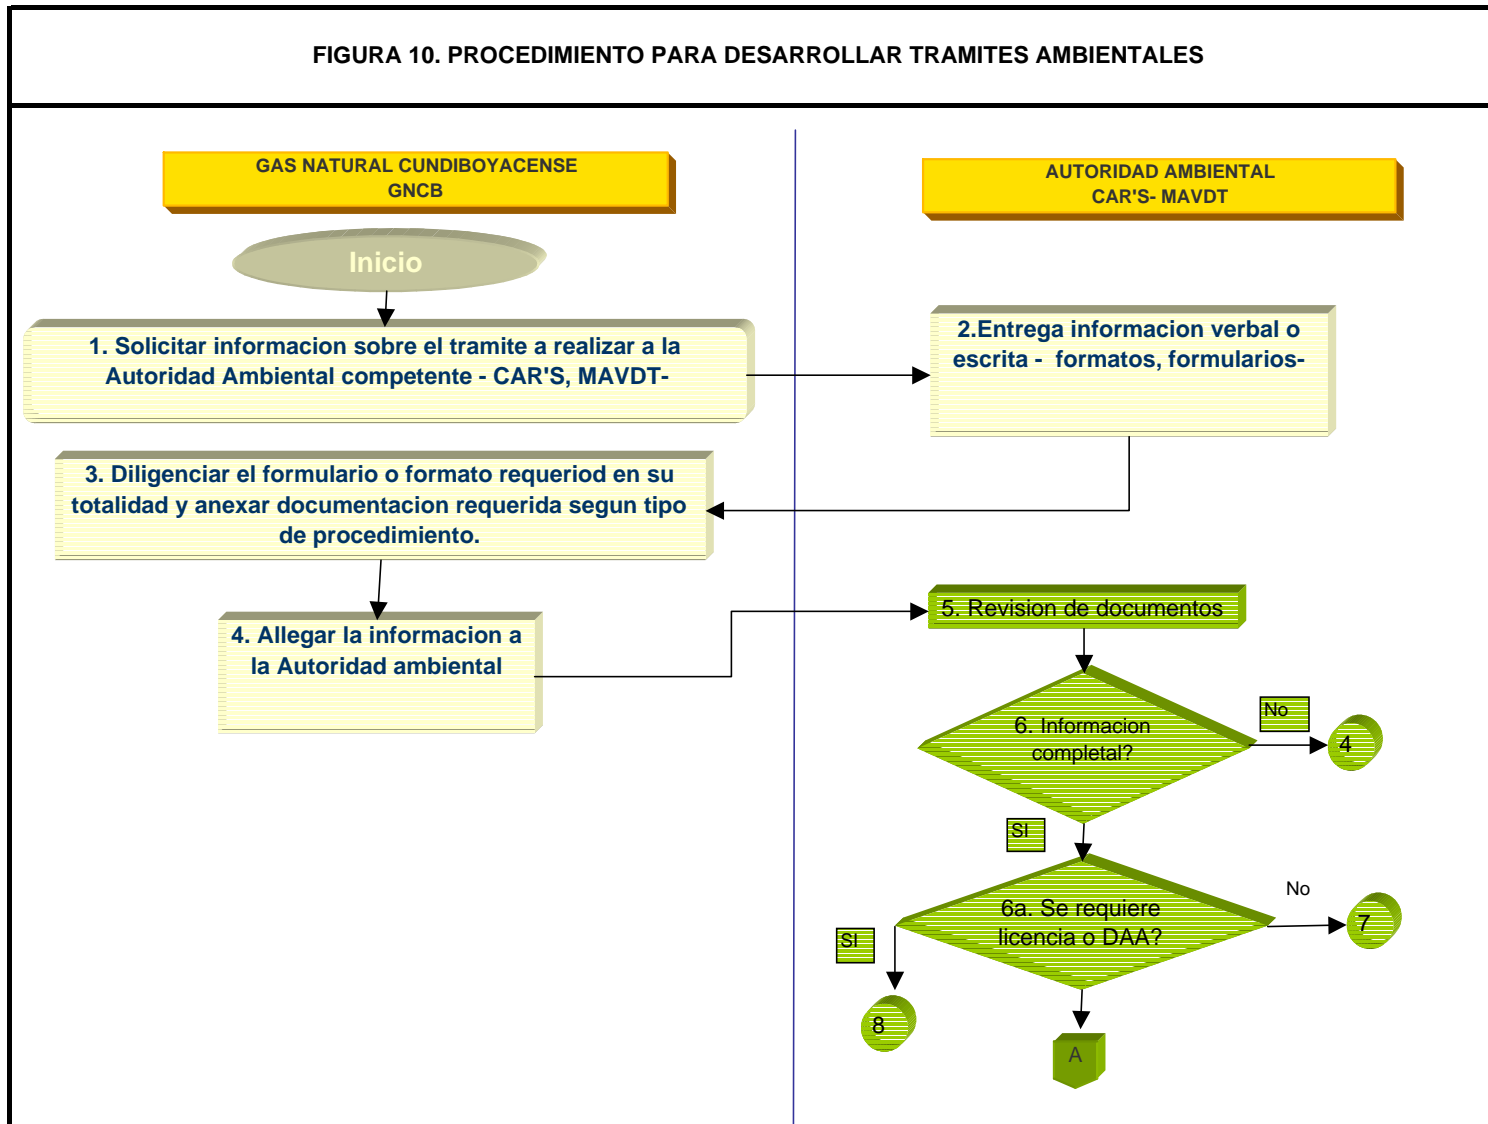 FIGURA 10. PROCEDIMIENTO PARA DESARROLLAR TRAMITES AMBIENTALES
GAS NATURAL CUNDIBOYACENSE
GNCB
AUTORIDAD AMBIENTAL
CAR'S- MAVDT
Inicio
1. Solicitar informacion sobre el tramite a realizar a la
Autoridad Ambiental competente - CAR'S, MAVDT-
2.Entrega informacion verbal o
escrita - formatos, formularios-
3. Diligenciar el formulario o formato requeriod en su
totalidad y anexar documentacion requerida segun tipo
de procedimiento.
4. Allegar la informacion a
la Autoridad ambiental
5. Revision de documentos
6. Informacion
completal?
No
4
SI
6a. Se requiere
licencia o DAA?
No
7
SI
8
A